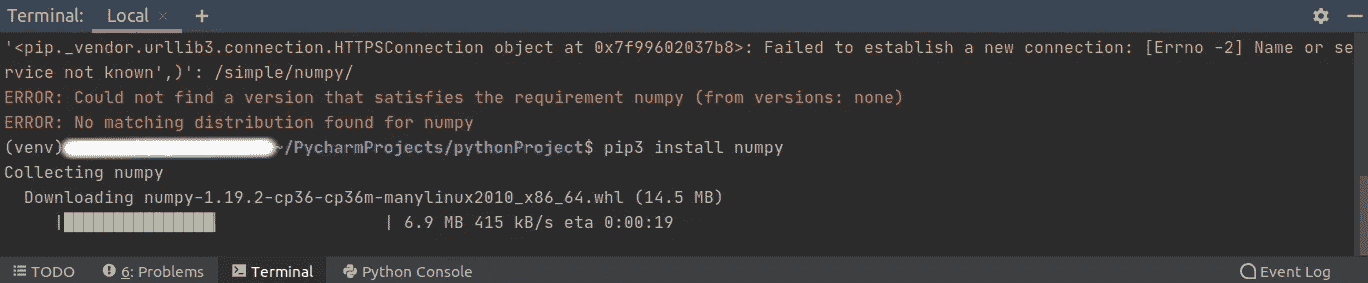 Terminal: Local × +
'<pip._vendor.urllib3.connection.HTTPSConnection object at 0x7f99602037b8>: Failed to establish a new connection: [Errno -2] Name or se
rvice not known',)': /simple/numpy/
ERROR: Could not find a version that satisfies the requirement numpy (from versions: none)
ERROR: No matching distribution found for numpy
(venv) ~/PycharmProjects/pythonProject$ pip3 install numpy
Collecting numpy
Downloading numpy-1.19.2-cp36-cp36m-manylinux2010_x86_64.whl (14.5 MB)
| | 6.9 MB 415 kB/s eta 0:00:19
TODO 6: Problems Terminal Python Console Event Log